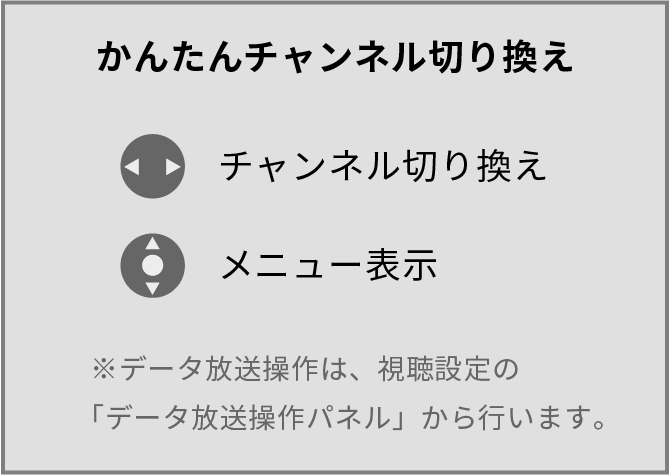 かんたんチャンネル切り換え
チャンネル切り換え
メニュー表示
※データ放送操作は、視聴設定の
「データ放送操作パネル」から行います。